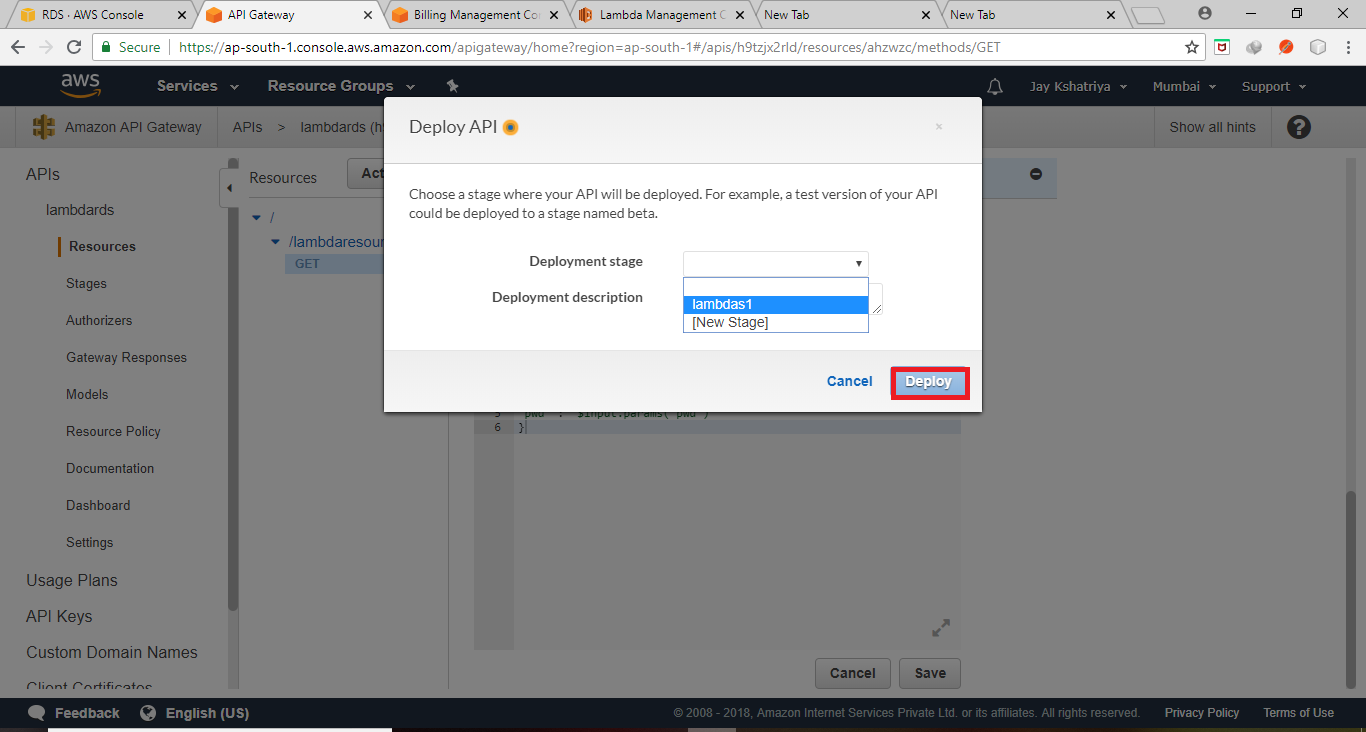 RDS · AWS Console
API Gateway
Billing Management Co
Lambda Management C
New Tab
New Tab
Secure
https://ap-south-1.console.aws.amazon.com/apigateway/home?region=ap-south-1#/apis/h9tzjx2rld/resources/ahzwzc/methods/GET
aws
Services
Resource Groups
Jay Kshatriya
Mumbai
Support
Amazon API Gateway
APIs > lambdards (h
Show all hints
?
APIs
lambdards
Resources
Stages
Authorizers
Gateway Responses
Models
Resource Policy
Documentation
Dashboard
Settings
Usage Plans
API Keys
Custom Domain Names
Client Certificates
Resources
Act
/
/lambdaresour
GET
Deploy API
Choose a stage where your API will be deployed. For example, a test version of your API
could be deployed to a stage named beta.
Deployment stage
Deployment description
lambdas1
[New Stage]
Cancel
Deploy
5 "pwd" : "$input.params('pwd')"
6 }
Cancel
Save
Feedback
English (US)
© 2008 - 2018, Amazon Internet Services Private Ltd. or its affiliates. All rights reserved.
Privacy Policy
Terms of Use